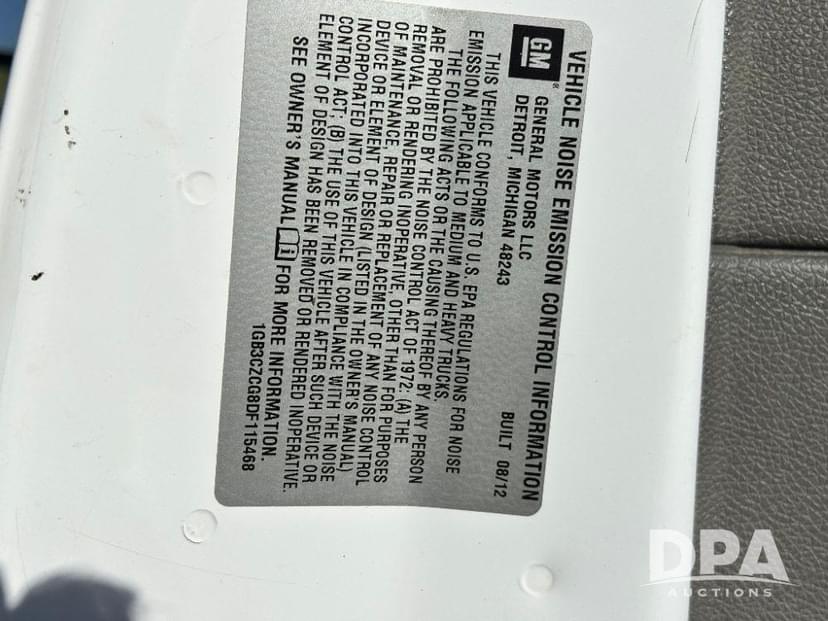 VEHICLE NOISE EMISSION CONTROL INFORMATION
GM®
GENERAL MOTORS LLC
DETROIT, MICHIGAN 48243
BUILT 08/12
THIS VEHICLE CONFORMS TO U.S. EPA REGULATIONS FOR NOISE
EMISSION APPLICABLE TO MEDIUM AND HEAVY TRUCKS.
THE FOLLOWING ACTS OR THE CAUSING THEREOF BY ANY PERSON
ARE PROHIBITED BY THE NOISE CONTROL ACT OF 1972: (A) THE
REMOVAL OR RENDERING INOPERATIVE, OTHER THAN FOR PURPOSES
OF MAINTENANCE, REPAIR OR REPLACEMENT OF ANY NOISE CONTROL
DEVICE OR ELEMENT OF DESIGN (LISTED IN THE OWNER'S MANUAL)
INCORPORATED INTO THIS VEHICLE IN COMPLIANCE WITH THE NOISE
CONTROL ACT; (B) THE USE OF THIS VEHICLE AFTER SUCH DEVICE OR
ELEMENT OF DESIGN HAS BEEN REMOVED OR RENDERED INOPERATIVE.
SEE OWNER'S MANUAL FOR MORE INFORMATION.
1GB3CZCG8DF115468
DPA
AUCTIONS